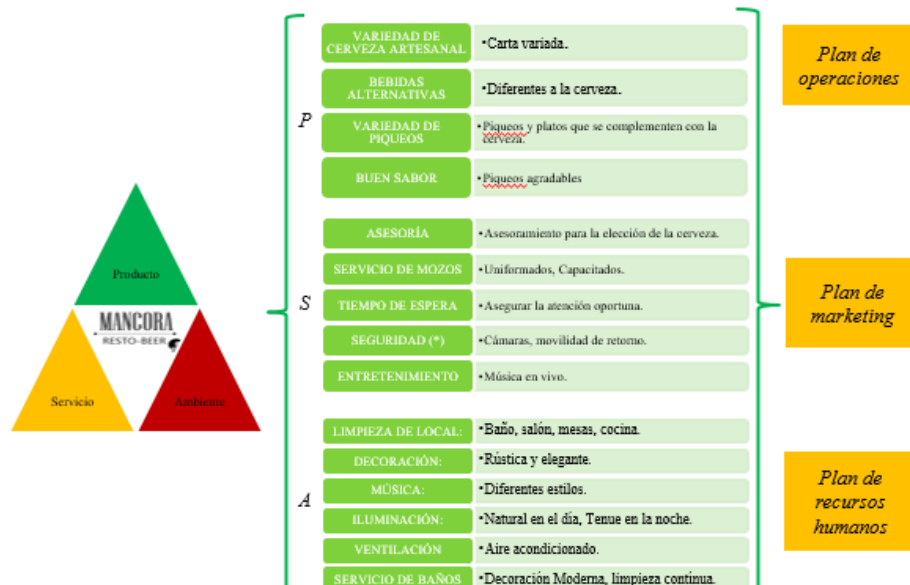 Producto
MANCORA
RESTO-BEER
Servicio
Ambiente
P
VARIEDAD DE
CERVEZA ARTESANAL
•Carta variada.
BEBIDAS
ALTERNATIVAS
•Diferentes a la cerveza.
VARIEDAD DE
PIQUEOS
•Piqueos y platos que se complementen con la
cerveza.
BUEN SABOR
•Piqueos agradables
S
ASESORÍA
•Asesoramiento para la elección de la cerveza.
SERVICIO DE MOZOS
•Uniformados, Capacitados.
TIEMPO DE ESPERA
•Asegurar la atención oportuna.
SEGURIDAD (*)
•Cámaras, movilidad de retorno.
ENTRETENIMIENTO
•Música en vivo.
A
LIMPIEZA DE LOCAL:
•Baño, salón, mesas, cocina.
DECORACIÓN:
•Rústica y elegante.
MÚSICA:
•Diferentes estilos.
ILUMINACIÓN:
•Natural en el día, Tenue en la noche.
VENTILACIÓN
•Aire acondicionado.
SERVICIO DE BAÑOS
•Decoración Moderna, limpieza continua.
Plan de
operaciones
Plan de
marketing
Plan de
recursos
humanos